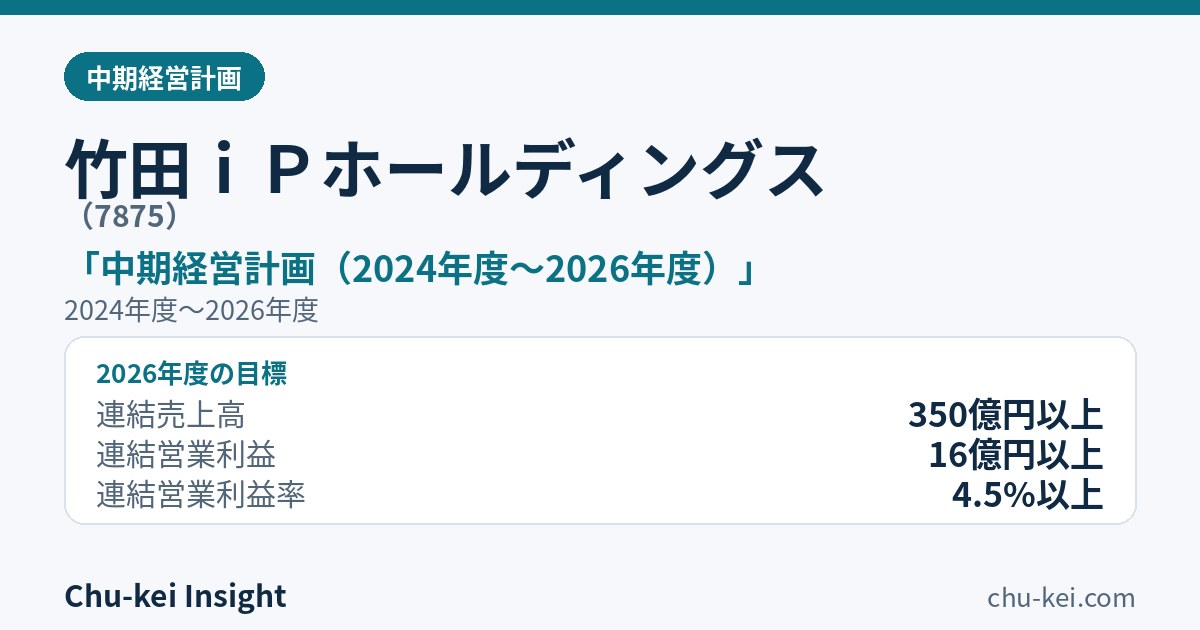 中期経営計画
竹田ｉＰホールディングス
（7875）
「中期経営計画（2024年度～2026年度）」
2024年度～2026年度
2026年度の目標
連結売上高 350億円以上
連結営業利益 16億円以上
連結営業利益率 4.5%以上
Chu-kei Insight chu-kei.com